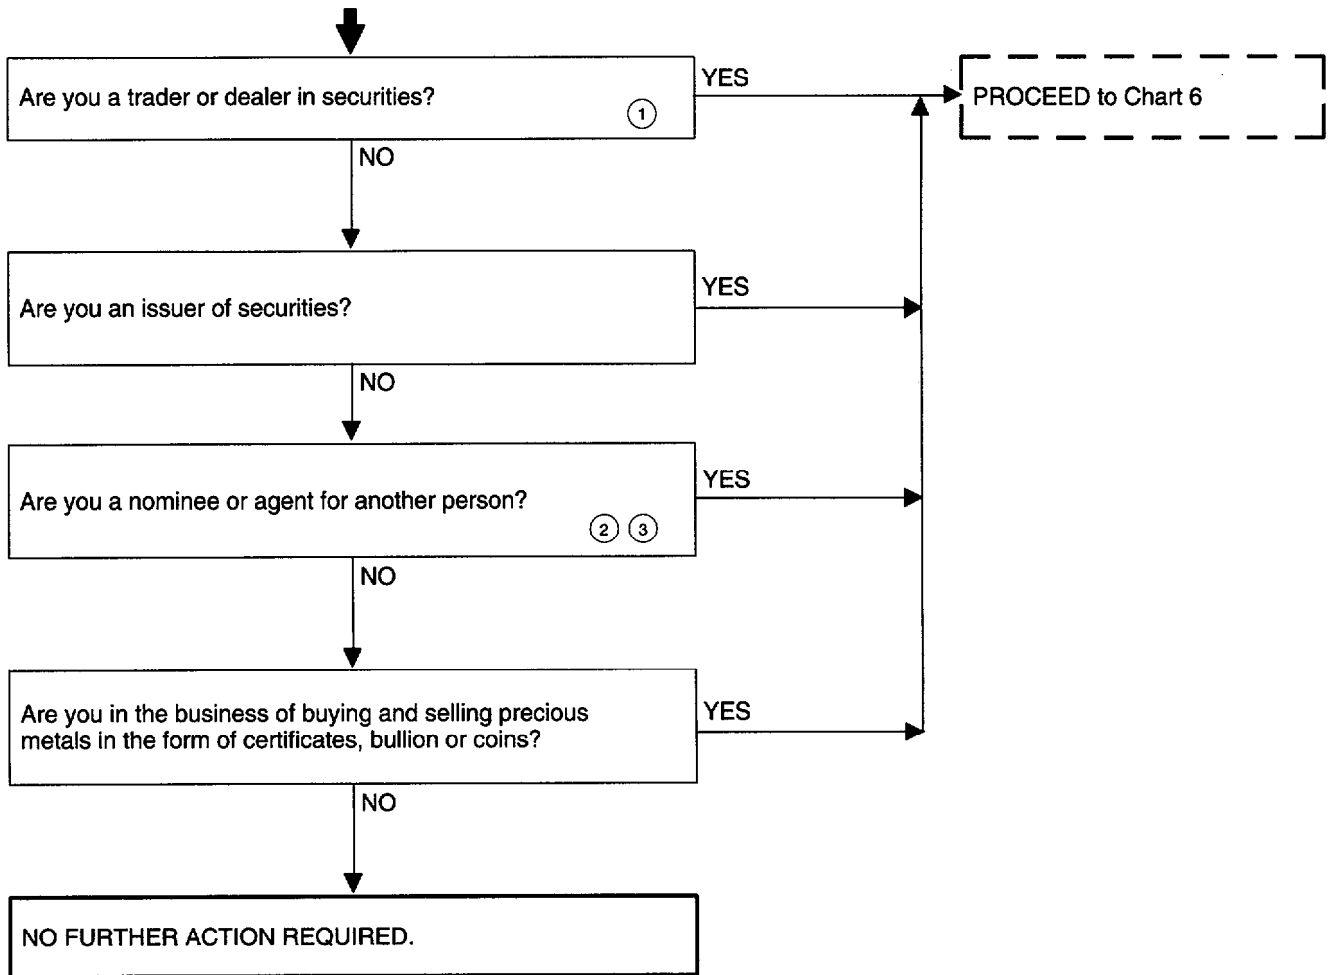 Are you a trader or dealer in securities?
1
YES
PROCEED to Chart 6
NO
Are you an issuer of securities?
YES
NO
Are you a nominee or agent for another person?
2 3
YES
NO
Are you in the business of buying and selling precious
metals in the form of certificates, bullion or coins?
YES
NO
NO FURTHER ACTION REQUIRED.